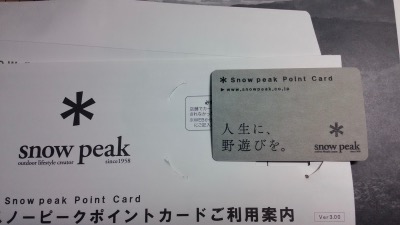 snow peak
outdoor lifestyle creator
since1958
Snow peak Point Card
スノーピークポイントカードご利用案内
Ver3.00
Snow peak Point Card
www.snowpeak.co.jp
人生に、
野遊びを。
snow peak